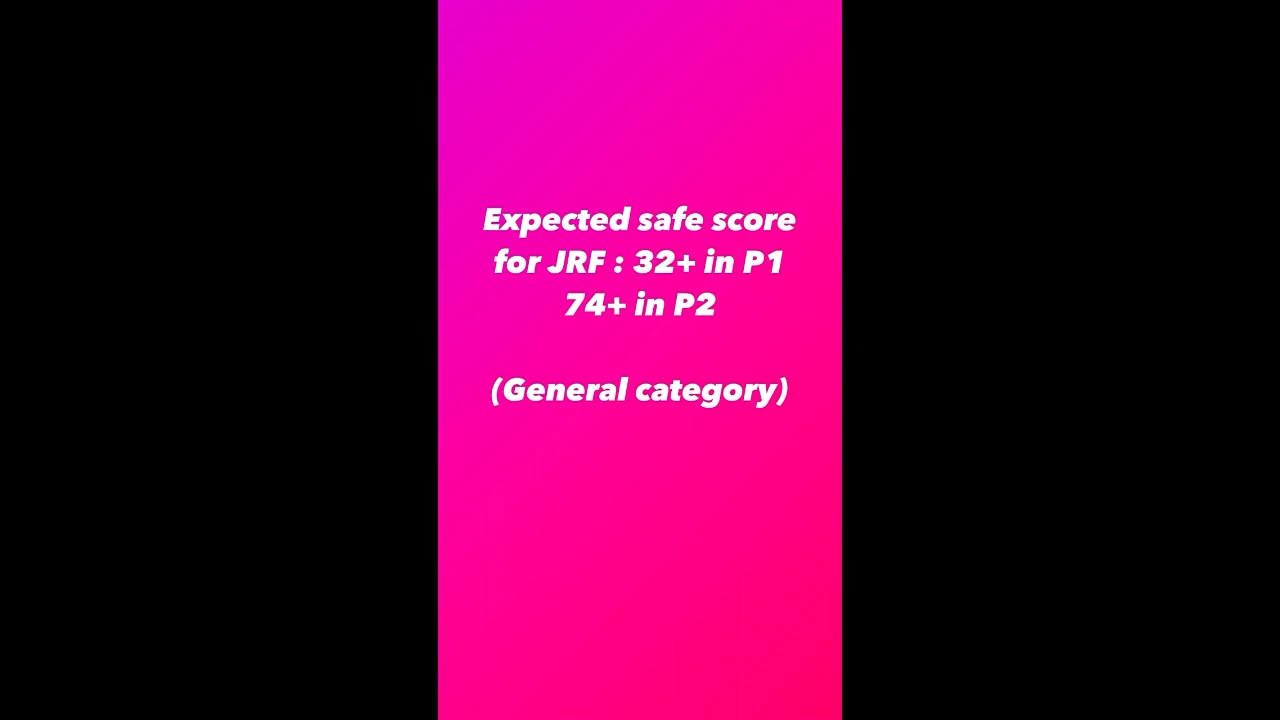 Expected safe score
for JRF : 32+ in P1
74+ in P2
(General category)